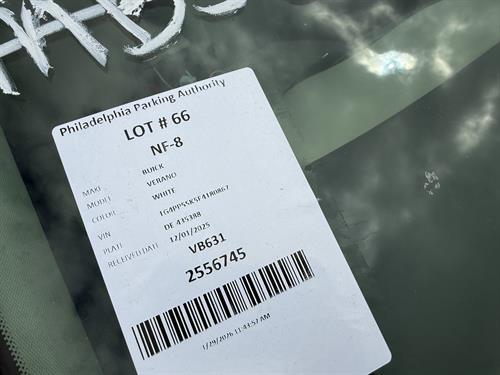 Philadelphia Parking Authority
LOT # 66
NF-8
MAKE BUICK
MODEL VERANO
COLOR WHITE
VIN 1G4PP5SK5F4180867
PLATE DE 435388
RECEIVED DATE 12/01/2025
VB631
2556745
1/29/2026 11:43:57 AM